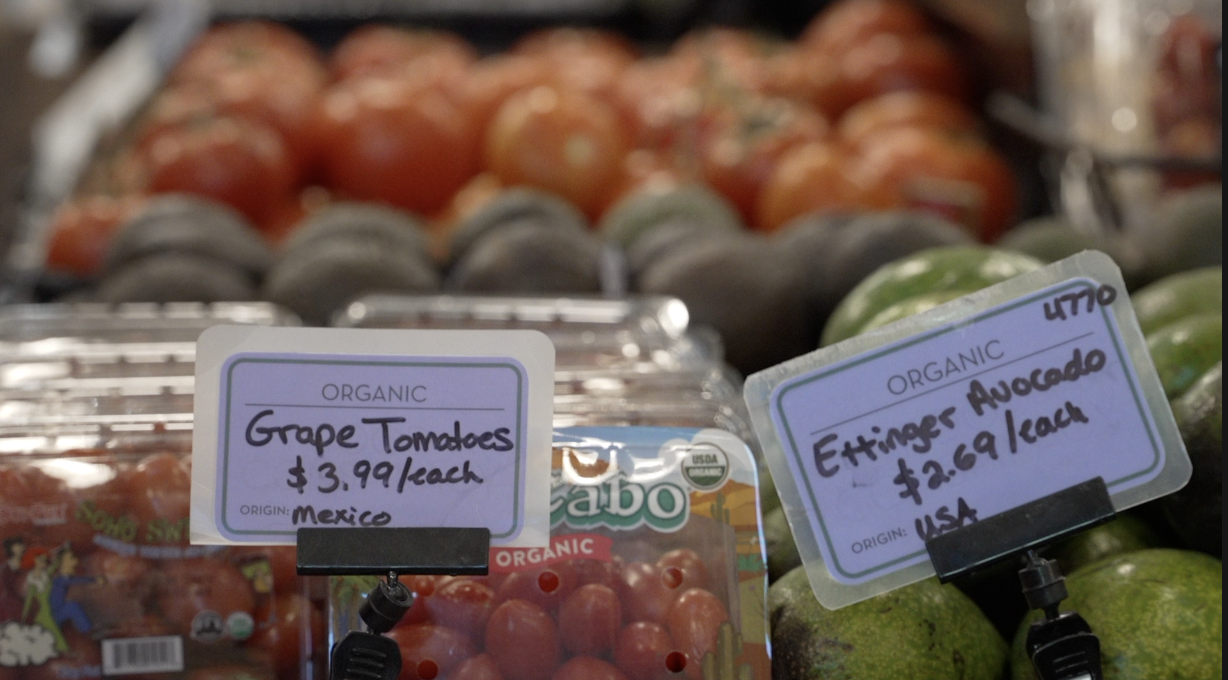 ORGANIC
Grape Tomatoes
$3.99/each
ORIGIN: Mexico
4770
ORGANIC
Ettinger Avocado
$2.69/each
ORIGIN: USA
USDA
ORGANIC
abo
ORGANIC